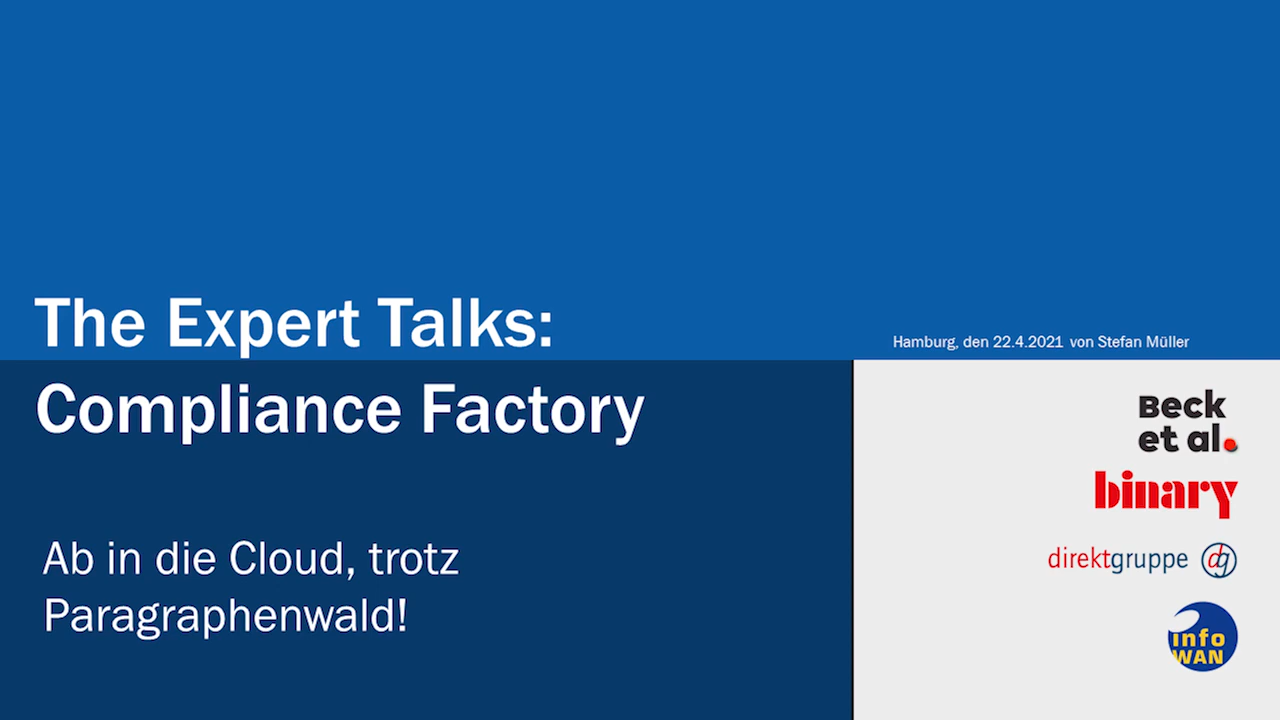 The Expert Talks:
Compliance Factory
Ab in die Cloud, trotz
Paragraphenwald!
Hamburg, den 22.4.2021 von Stefan Müller
Beck
et al.
binary
direktgruppe dg
info
WAN